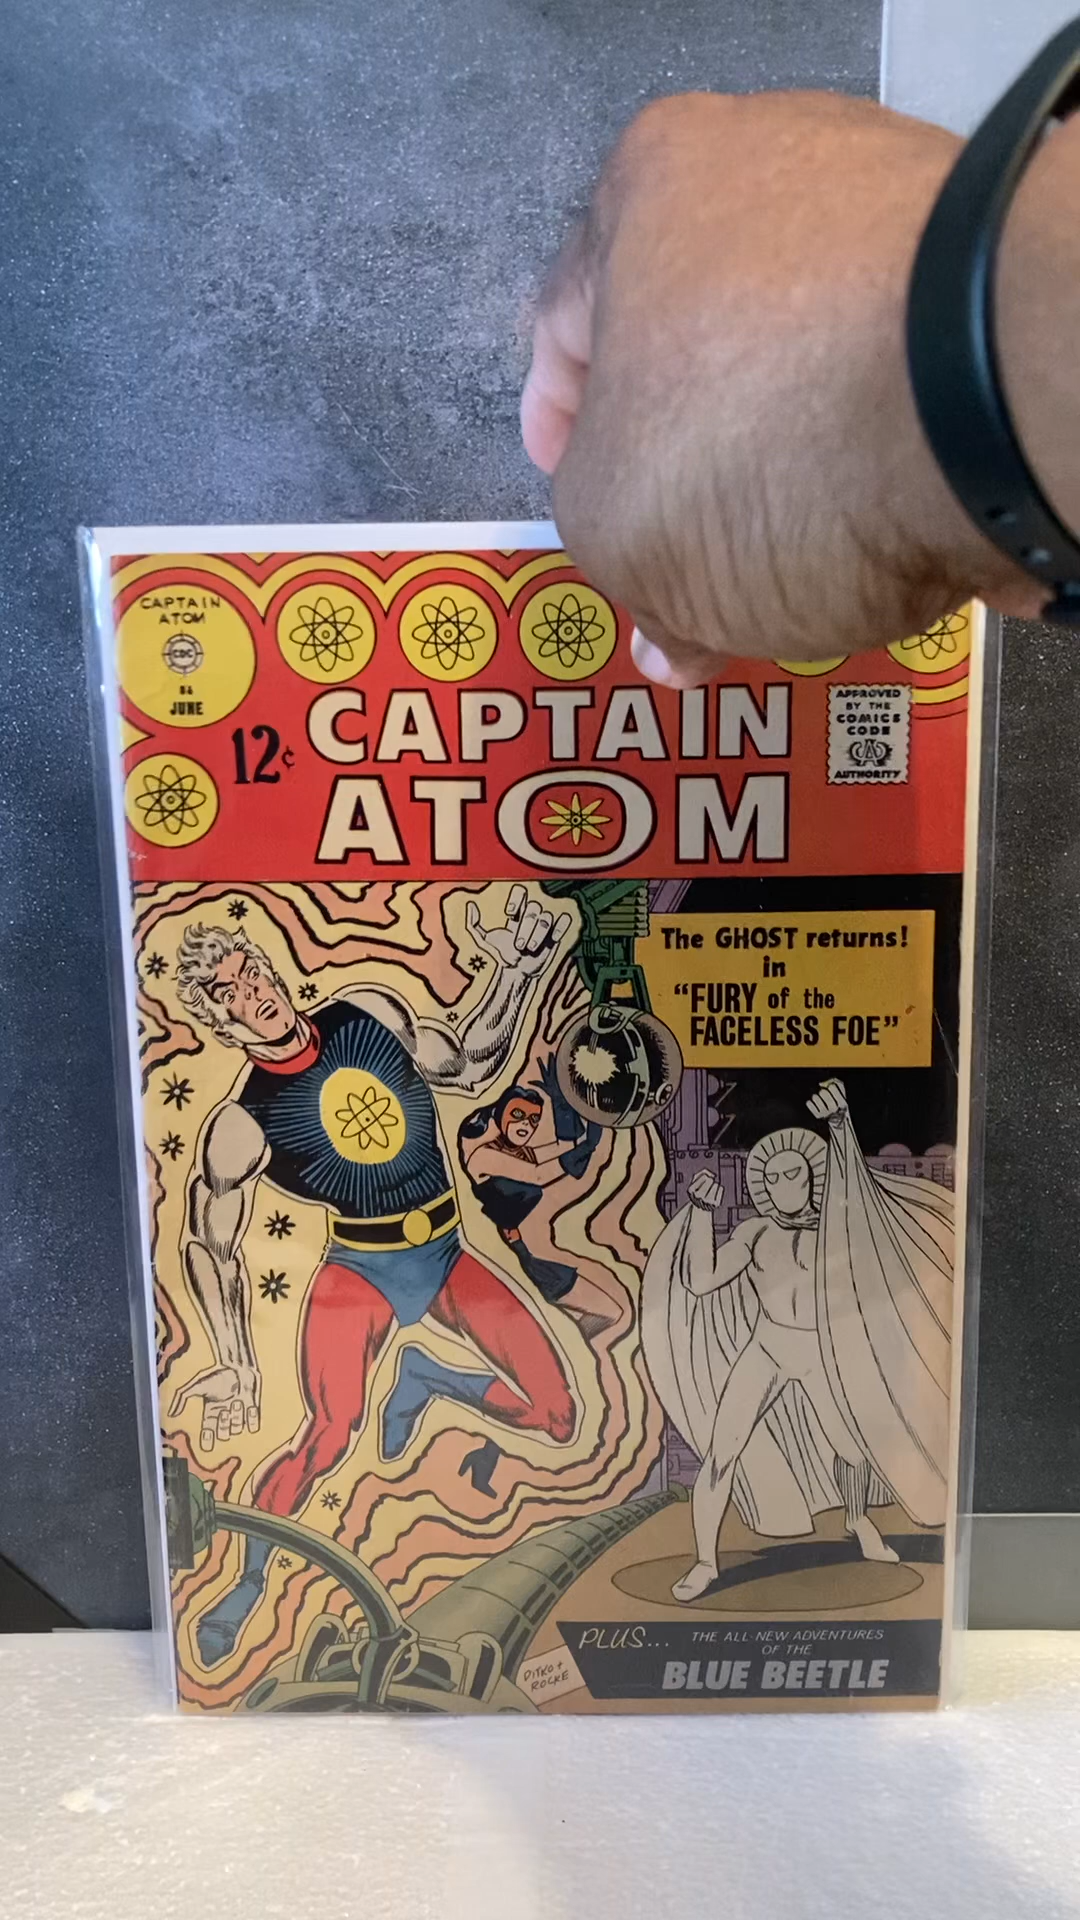 CAPTAIN
ATOM
CDC
JUNE
12¢
CAPTAIN
ATOM
APPROVED
BY THE
COMICS
CODE
CA
AUTHORITY
The GHOST returns!
in
“FURY of the
FACELESS FOE”
DITKO +
ROCKE
PLUS... THE ALL-NEW ADVENTURES
OF THE
BLUE BEETLE